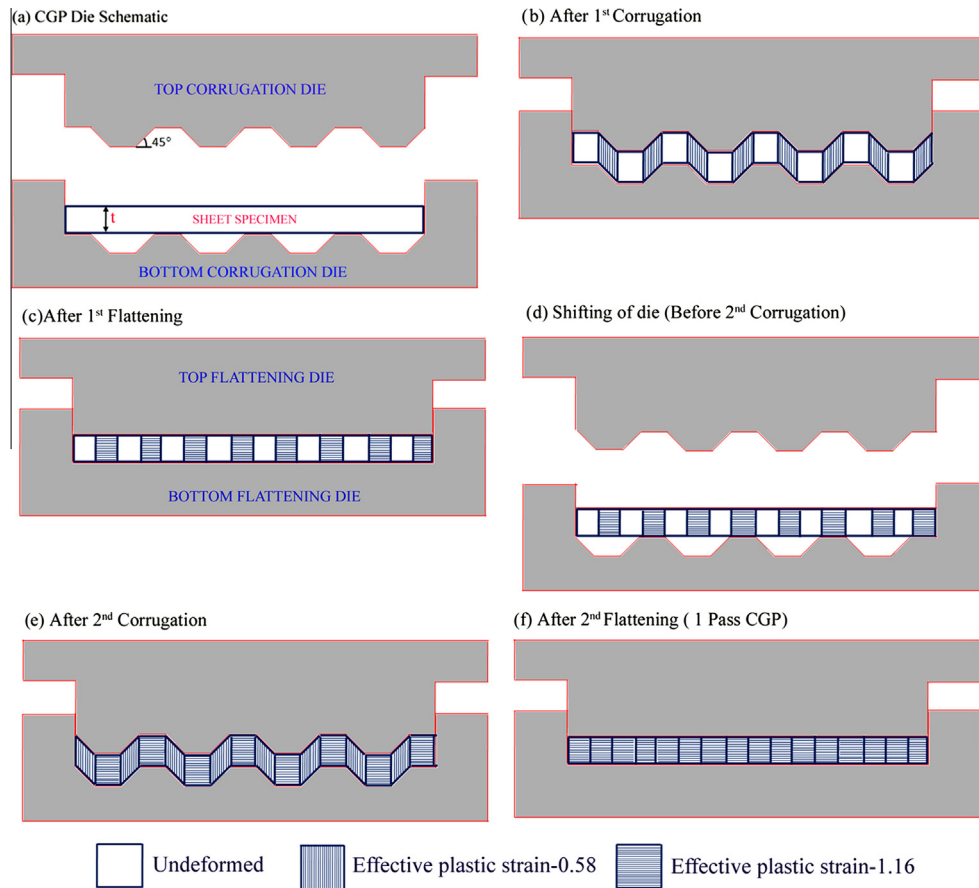 (a) CGP Die Schematic
TOP CORRUGATION DIE
45°
t
SHEET SPECIMEN
BOTTOM CORRUGATION DIE
(b) After 1st Corrugation
(c)After 1st Flattening
TOP FLATTENING DIE
BOTTOM FLATTENING DIE
(d) Shifting of die (Before 2nd Corrugation)
(e) After 2nd Corrugation
(f) After 2nd Flattening ( 1 Pass CGP)
Undeformed
Effective plastic strain-0.58
Effective plastic strain-1.16